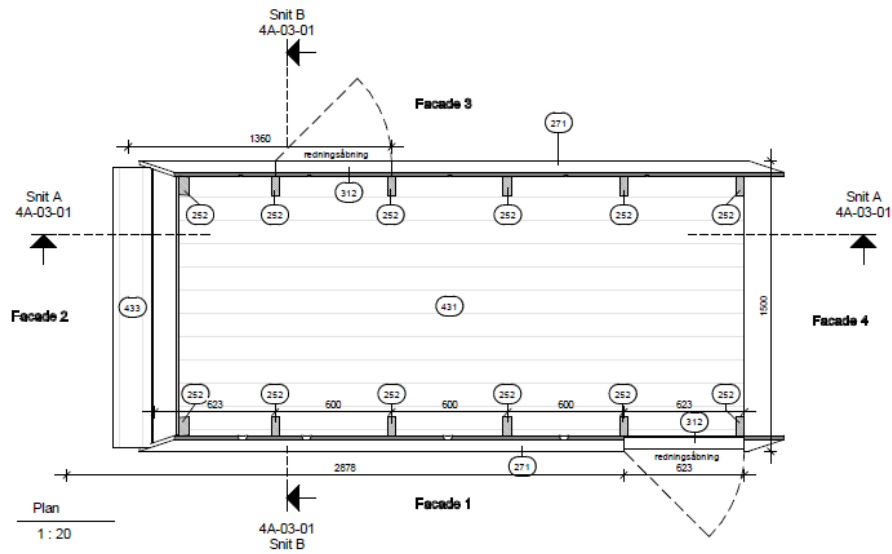 Snit B
4A-03-01
Facade 3
271
1360
redningsåbning
312
Snit A
4A-03-01
Snit A
4A-03-01
252
252
252
252
252
252
433
431
1500
Facade 2
Facade 4
252
252
252
252
252
252
623
600
600
600
623
312
redningsåbning
2878
271
623
Facade 1
Plan
1 : 20
4A-03-01
Snit B